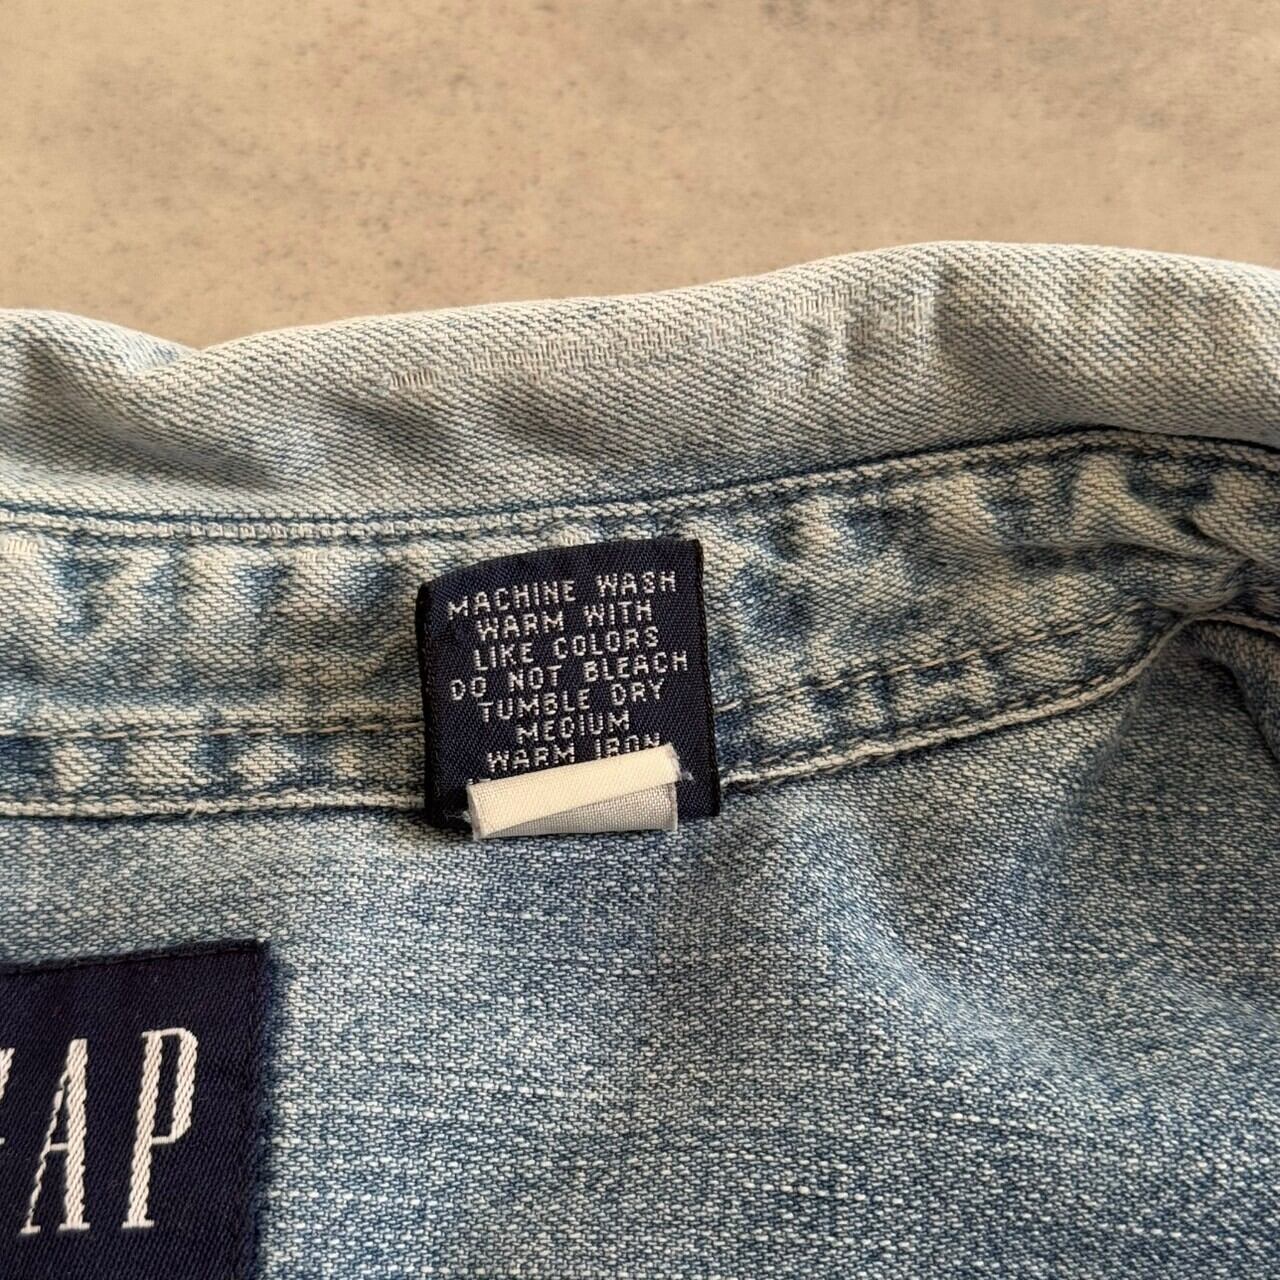 MACHINE WASH
WARM WITH
LIKE COLORS
DO NOT BLEACH
TUMBLE DRY
MEDIUM
WARM IRON
AP